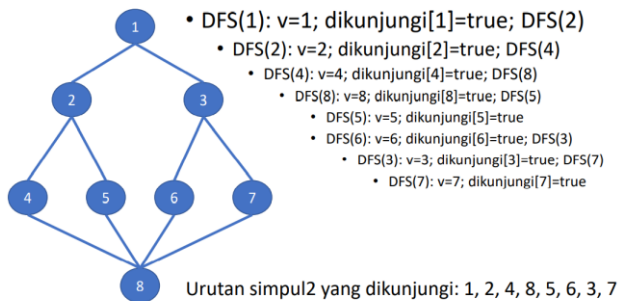 1
2
3
4
5
6
7
8
• DFS(1): v=1; dikunjungi[1]=true; DFS(2)
• DFS(2): v=2; dikunjungi[2]=true; DFS(4)
• DFS(4): v=4; dikunjungi[4]=true; DFS(8)
• DFS(8): v=8; dikunjungi[8]=true; DFS(5)
• DFS(5): v=5; dikunjungi[5]=true
• DFS(6): v=6; dikunjungi[6]=true; DFS(3)
• DFS(3): v=3; dikunjungi[3]=true; DFS(7)
• DFS(7): v=7; dikunjungi[7]=true
Urutan simpul2 yang dikunjungi: 1, 2, 4, 8, 5, 6, 3, 7